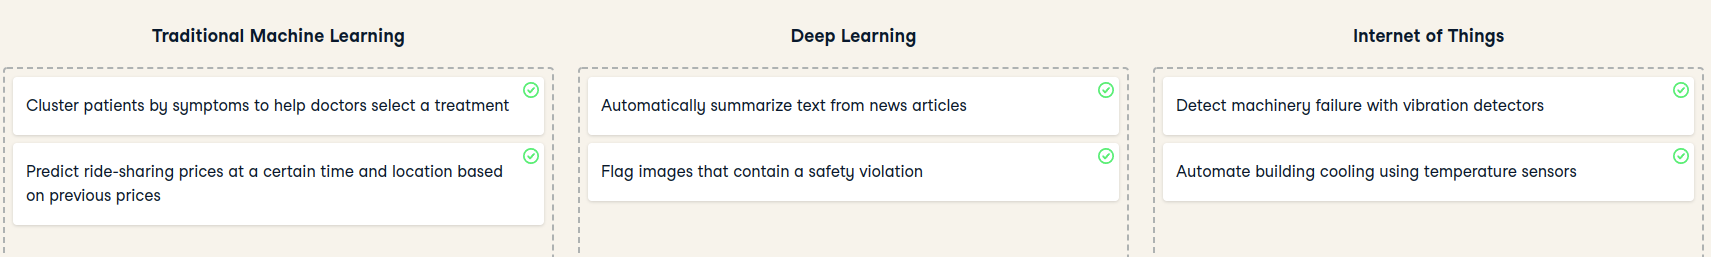 Traditional Machine Learning
Cluster patients by symptoms to help doctors select a treatment
Predict ride-sharing prices at a certain time and location based
on previous prices
Deep Learning
Automatically summarize text from news articles
Flag images that contain a safety violation
Internet of Things
Detect machinery failure with vibration detectors
Automate building cooling using temperature sensors